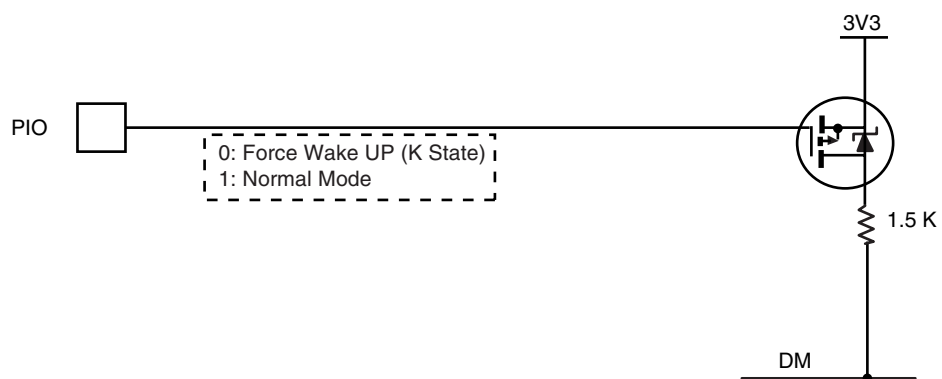 3V3
PIO
0: Force Wake UP (K State)
1: Normal Mode
1.5 K
DM